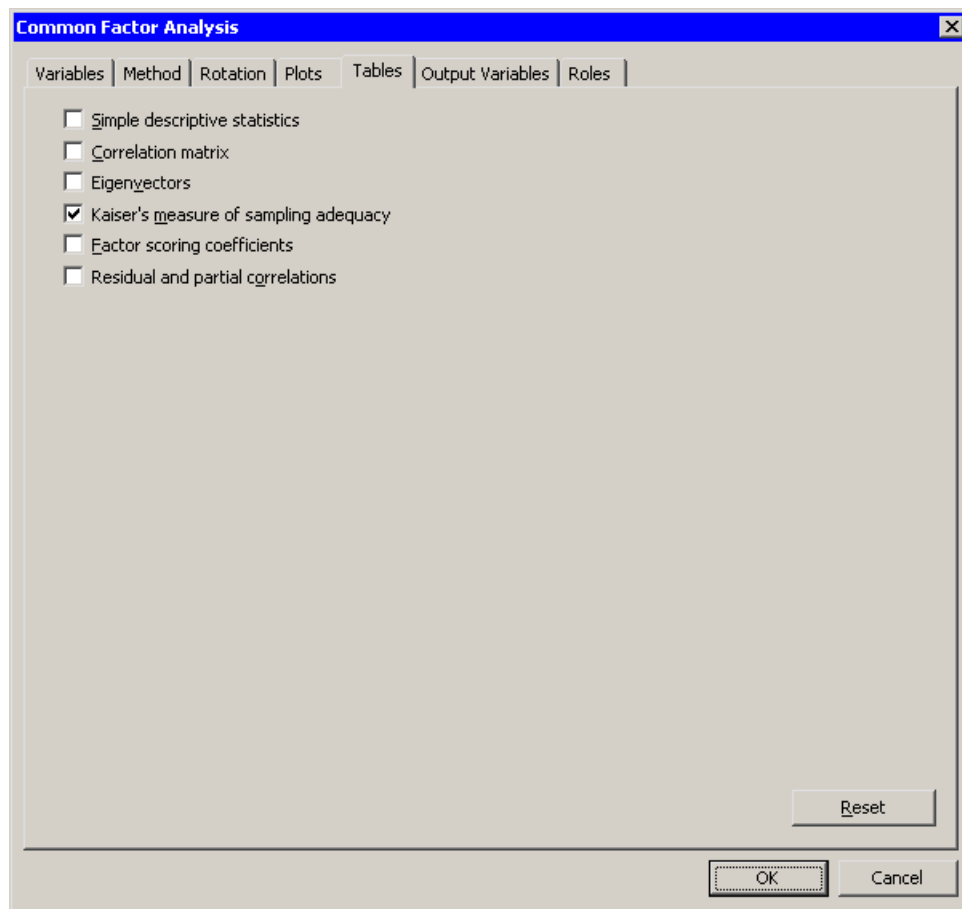 Common Factor Analysis
Variables Method Rotation Plots Tables Output Variables Roles
Simple descriptive statistics
Correlation matrix
Eigenvectors
Kaiser's measure of sampling adequacy
Factor scoring coefficients
Residual and partial correlations
Reset
OK Cancel